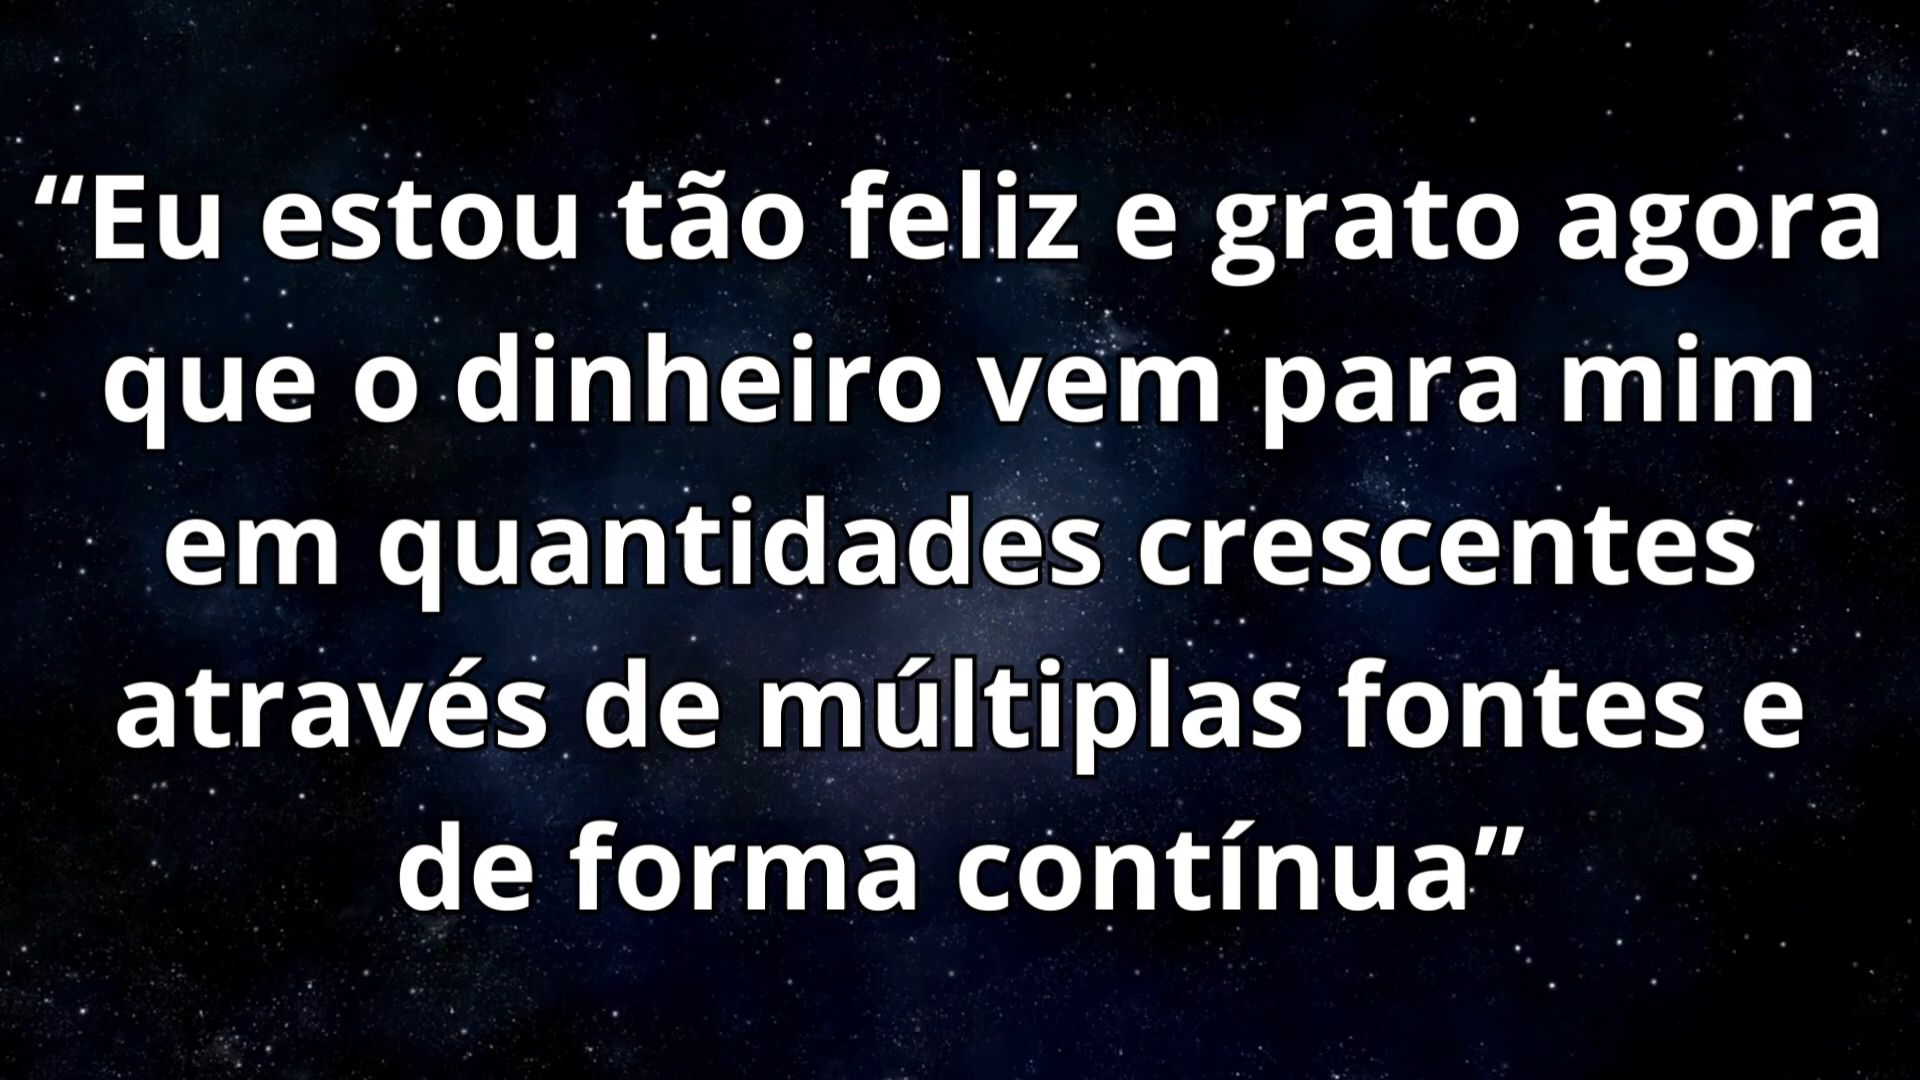 “Eu estou tão feliz e grato agora
que o dinheiro vem para mim
em quantidades crescentes
através de múltiplas fontes e
de forma contínua”